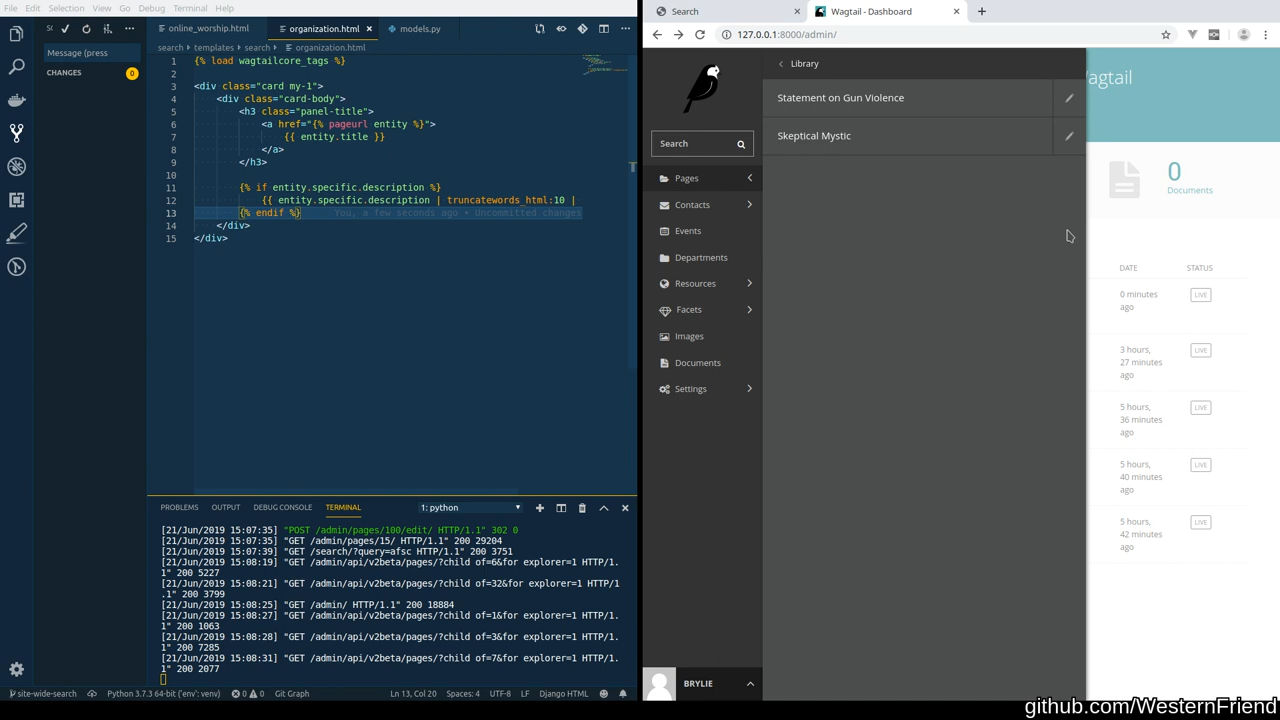 File Edit Selection View Go Debug Terminal Help
online_worship.html organization.html × models.py
search › templates › search › organization.html
Message (press
CHANGES 0
1 {% load wagtailcore_tags %}
2
3 <div class="card my-1">
4 <div class="card-body">
5 <h3 class="panel-title">
6 <a href="{% pageurl entity %}">
7 {{ entity.title }}
8 </a>
9 </h3>
10
11 {% if entity.specific.description %}
12 {{ entity.specific.description | truncatewords_html:10 |
13 {% endif %} You, a few seconds ago • Uncommitted changes
14 </div>
15 </div>
PROBLEMS OUTPUT DEBUG CONSOLE TERMINAL 1: python
[21/Jun/2019 15:07:35] "POST /admin/pages/100/edit/ HTTP/1.1" 302 0
[21/Jun/2019 15:07:35] "GET /admin/pages/15/ HTTP/1.1" 200 29204
[21/Jun/2019 15:07:39] "GET /search/?query=afsc HTTP/1.1" 200 3751
[21/Jun/2019 15:08:19] "GET /admin/api/v2beta/pages/?child_of=6&for_explorer=1 HTTP/1.
1" 200 5227
[21/Jun/2019 15:08:21] "GET /admin/api/v2beta/pages/?child_of=32&for_explorer=1 HTTP/1
.1" 200 3799
[21/Jun/2019 15:08:25] "GET /admin/ HTTP/1.1" 200 18884
[21/Jun/2019 15:08:27] "GET /admin/api/v2beta/pages/?child_of=1&for_explorer=1 HTTP/1.
1" 200 1063
[21/Jun/2019 15:08:28] "GET /admin/api/v2beta/pages/?child_of=3&for_explorer=1 HTTP/1.
1" 200 7285
[21/Jun/2019 15:08:31] "GET /admin/api/v2beta/pages/?child_of=7&for_explorer=1 HTTP/1.
1" 200 2077
site-wide-search Python 3.7.3 64-bit ('env': venv) 0 0 Git Graph Ln 13, Col 20 Spaces: 4 UTF-8 LF Django HTML
Search × Wagtail - Dashboard ×
127.0.0.1:8000/admin/
Search
Pages
Contacts
Events
Departments
Resources
Facets
Images
Documents
Settings
BRYLIE
Library
Statement on Gun Violence
Skeptical Mystic
agtail
0
Documents
DATE STATUS
0 minutes
ago
LIVE
3 hours,
27 minutes
ago
LIVE
5 hours,
36 minutes
ago
LIVE
5 hours,
40 minutes
ago
LIVE
5 hours,
42 minutes
ago
LIVE
github.com/WesternFriend